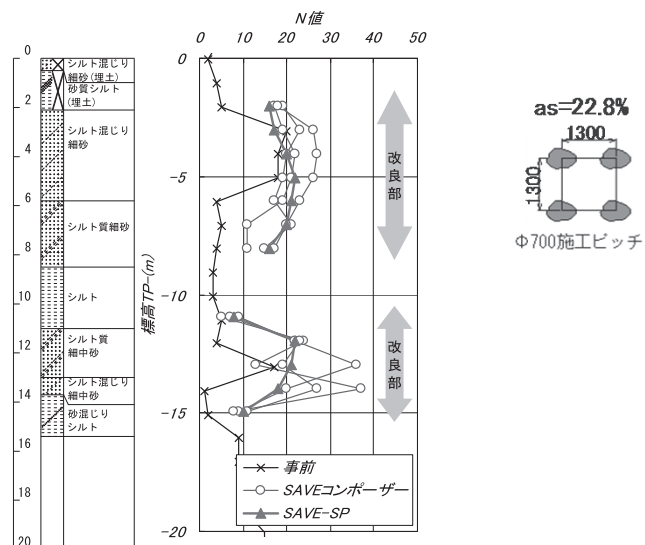 N値
0 10 20 30 40 50
0
2
4
6
8
10
12
14
16
18
20
シルト混じり
細砂(埋土)
砂質シルト
(埋土)
シルト混じり
細砂
シルト質細砂
シルト
シルト質
細中砂
シルト混じり
細中砂
砂混じり
シルト
標高TP-(m)
-0
-5
-10
-15
-20
改良部
改良部
事前
SAVEコンポーザー
SAVE-SP
as=22.8%
1300
1300
Φ700施工ピッチ